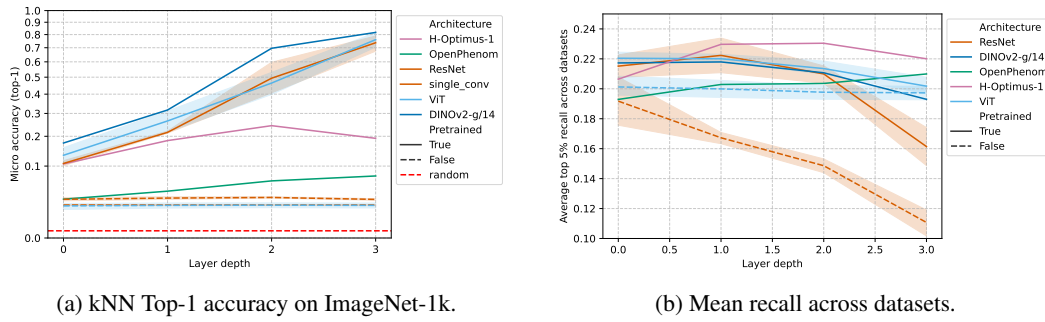 1.0
0.9
0.8
0.7
0.6
0.5
0.4
0.3
0.2
0.1
0.0
Micro accuracy (top-1)
0
1
2
3
Layer depth
Architecture
H-Optimus-1
OpenPhenom
ResNet
single_conv
ViT
DINOv2-g/14
Pretrained
True
False
random
(a) kNN Top-1 accuracy on ImageNet-1k.
0.24
0.22
0.20
0.18
0.16
0.14
0.12
0.10
Average top 5% recall across datasets
0.0
0.5
1.0
1.5
2.0
2.5
3.0
Layer depth
Architecture
ResNet
DINOv2-g/14
OpenPhenom
H-Optimus-1
ViT
Pretrained
True
False
(b) Mean recall across datasets.